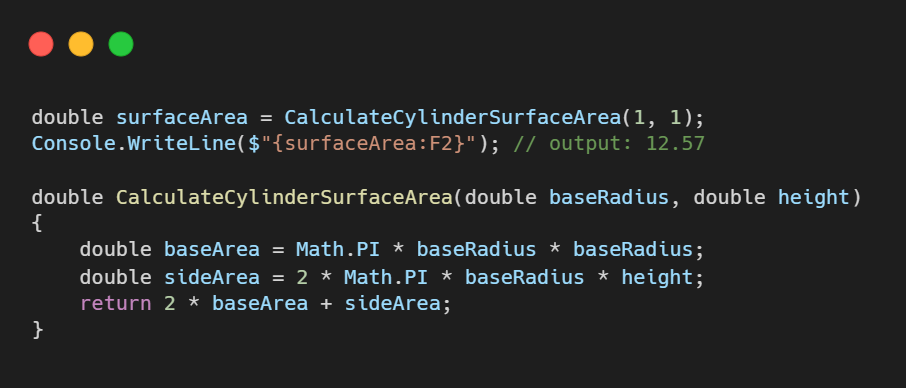 double surfaceArea = CalculateCylinderSurfaceArea(1, 1);
Console.WriteLine($"{surfaceArea:F2}"); // output: 12.57

double CalculateCylinderSurfaceArea(double baseRadius, double height)
{
    double baseArea = Math.PI * baseRadius * baseRadius;
    double sideArea = 2 * Math.PI * baseRadius * height;
    return 2 * baseArea + sideArea;
}